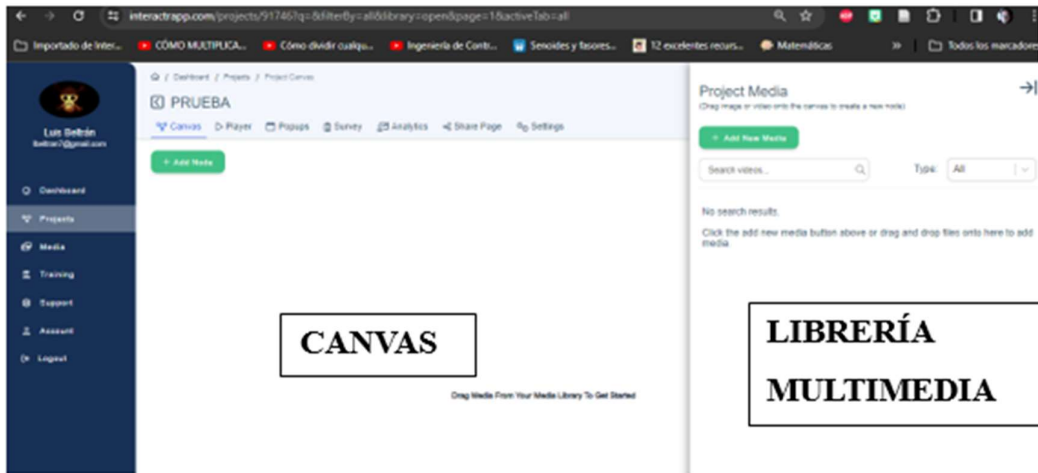 interactrapp.com/projects/91746?q=&filterBy=all&library=open&page=1&activeTab=all
Importado de Inter... CÓMO MULTIPLICA... Cómo dividir cualqu... Ingeniería de Contr... Senoides y fasores... 12 excelentes recurs... Matemáticas » Todos los marcadores
Luis Beltrán
lbeltran7@gmail.com
Dashboard
Projects
Media
Training
Support
Account
Logout
/ Dashboard / Projects / Project Canvas
PRUEBA
Canvas Player Popups Survey Analytics Share Page Settings
+ Add Node
CANVAS
Drag Media From Your Media Library To Get Started
Project Media
(Drag image or video onto the canvas to create a new node)
+ Add New Media
Search videos... Type: All
No search results.
Click the add new media button above or drag and drop files onto here to add
media
LIBRERÍA
MULTIMEDIA